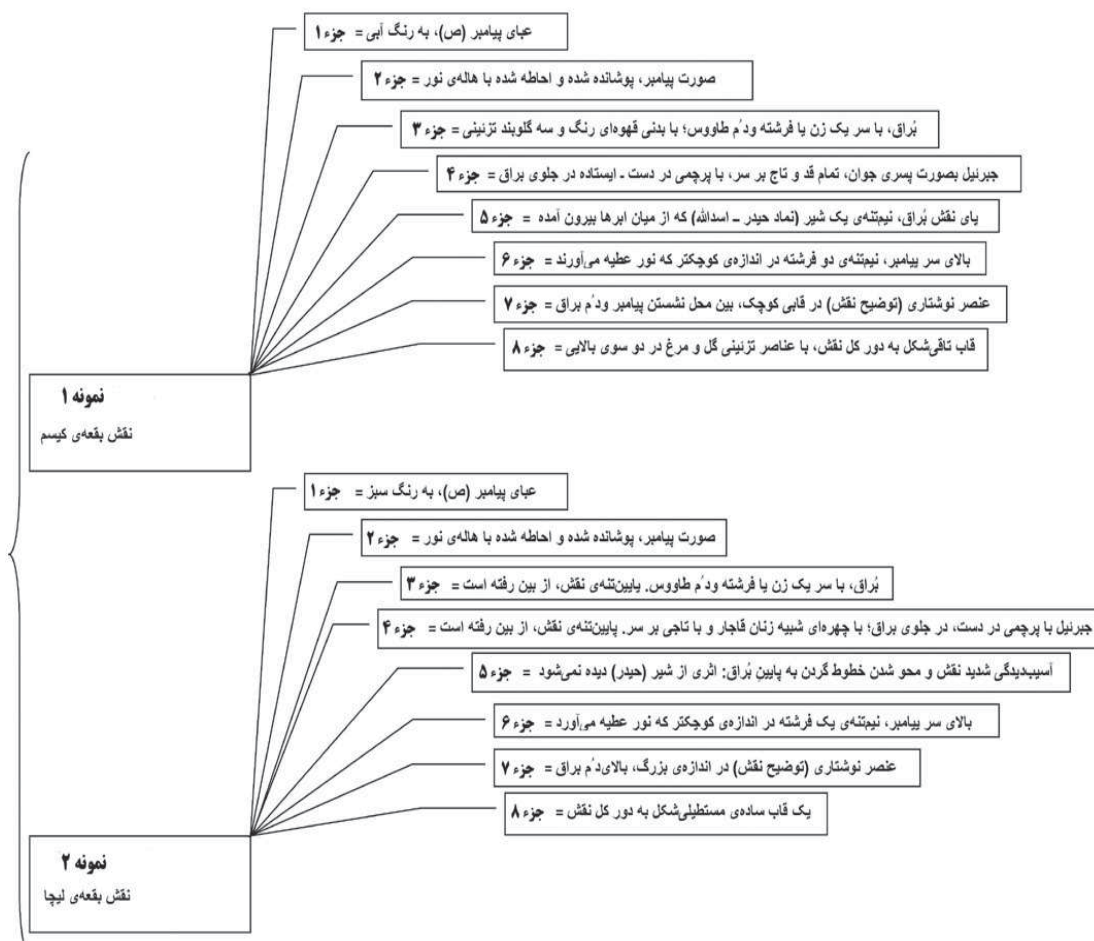 جزء ۱ = عبای پیامبر (ص)، به رنگ آبی
جزء ۲ = صورت پیامبر، پوشانده شده و احاطه شده با هاله‌ی نور
جزء ۳ = بُراق، با سر یک زن یا فرشته ودُم طاووس؛ با بدنی قهوه‌ای رنگ و سه گلوبند تزئینی
جزء ۴ = جبرئیل بصورت پسری جوان، تمام قد و تاج بر سر، با پرچمی در دست ـ ایستاده در جلوی براق
جزء ۵ = پای نقش بُراق، نیم‌تنه‌ی یک شیر (نماد حیدر ـ اسدالله) که از میان ابرها بیرون آمده
جزء ۶ = بالای سر پیامبر، نیم‌تنه‌ی دو فرشته در اندازه‌ی کوچکتر که نور عطیه می‌آورند
جزء ۷ = عنصر نوشتاری (توضیح نقش) در قابی کوچک، بین محل نشستن پیامبر ودُم براق
جزء ۸ = قاب تاقی‌شکل به دور کل نقش، با عناصر تزئینی گل و مرغ در دو سوی بالایی
نمونه ۱
نقش بقعه‌ی کیسم
جزء ۱ = عبای پیامبر (ص)، به رنگ سبز
جزء ۲ = صورت پیامبر، پوشانده شده و احاطه شده با هاله‌ی نور
جزء ۳ = بُراق، با سر یک زن یا فرشته ودُم طاووس. پایین‌تنه‌ی نقش، از بین رفته است
جزء ۴ = جبرئیل با پرچمی در دست، در جلوی براق؛ با چهره‌ای شبیه زنان قاجار و با تاجی بر سر. پایین‌تنه‌ی نقش، از بین رفته است
جزء ۵ = آسیب‌دیدگی شدید نقش و محو شدن خطوط گردن به پایینِ بُراق: اثری از شیر (حیدر) دیده نمی‌شود
جزء ۶ = بالای سر پیامبر، نیم‌تنه‌ی یک فرشته در اندازه‌ی کوچکتر که نور عطیه می‌آورد
جزء ۷ = عنصر نوشتاری (توضیح نقش) در اندازه‌ی بزرگ، بالای‌دُم براق
جزء ۸ = یک قاب ساده‌ی مستطیلی‌شکل به دور کل نقش
نمونه ۲
نقش بقعه‌ی لیچا